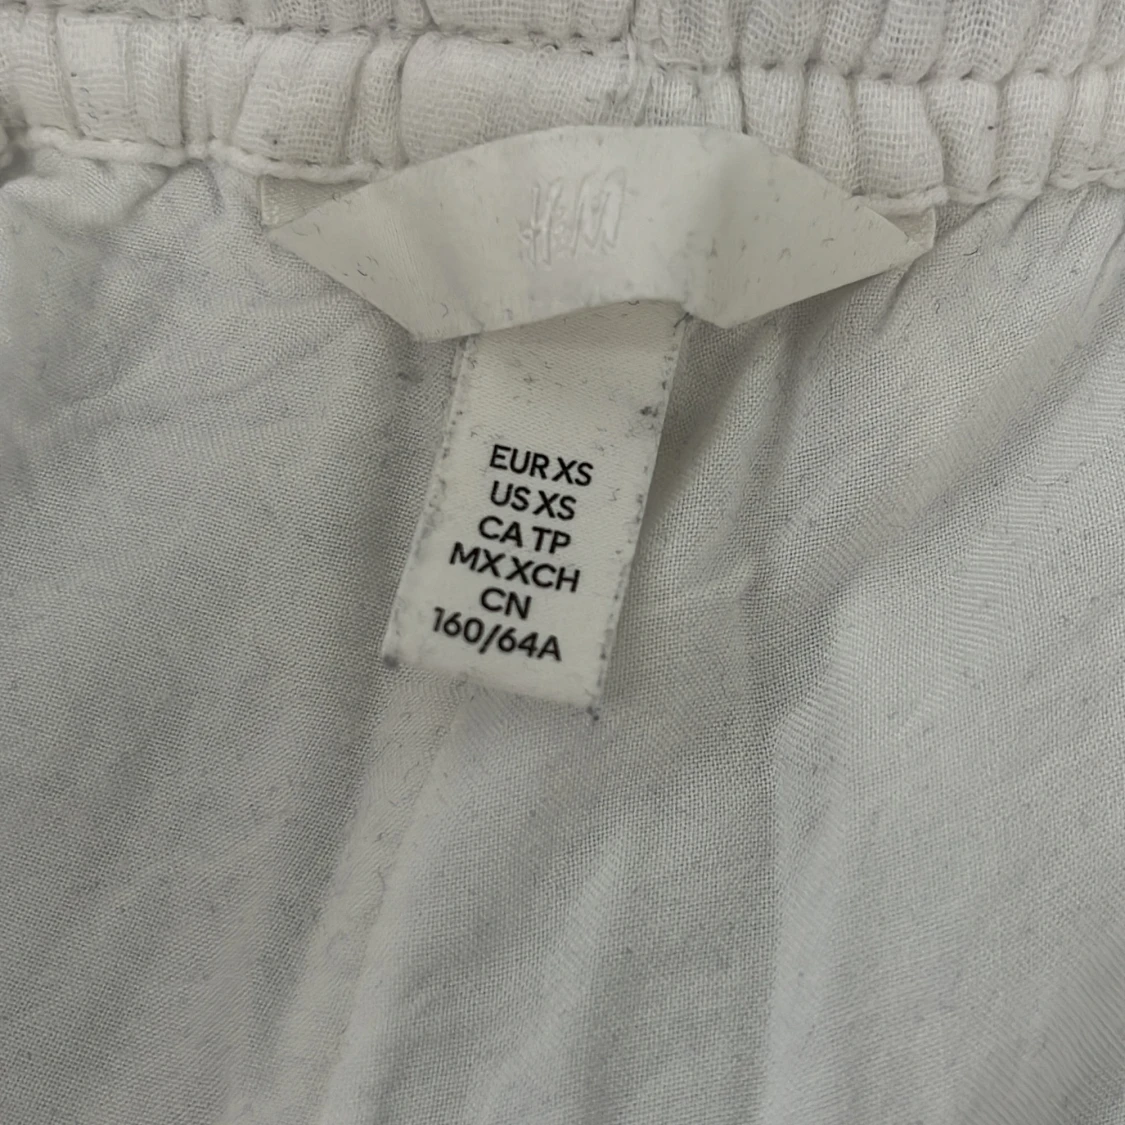 H&M
EUR XS
US XS
CA TP
MX XCH
CN
160/64A